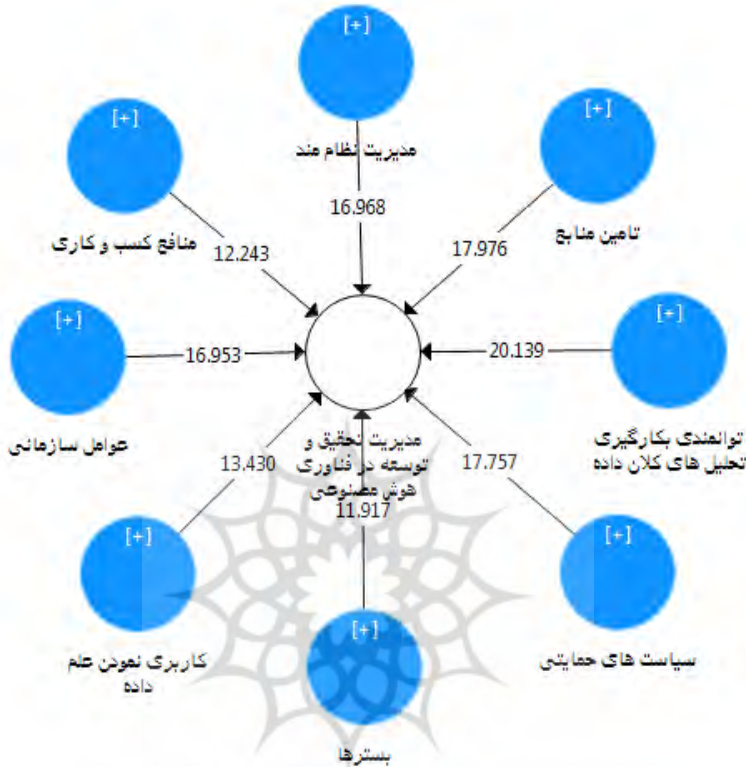 [+]
مدیریت نظام مند
16.968
[+]
منافع کسب و کاری
12.243
[+]
تامین منابع
17.976
[+]
عوامل سازمانی
16.953
[+]
توانمندی بکارگیری
تحلیل های کلان داده
20.139
مدیریت تحقیق و
توسعه در فناوری
هوش مصنوعی
[+]
کاربری نمودن علم
داده
13.430
[+]
سیاست های حمایتی
17.757
11.917
[+]
بسترها